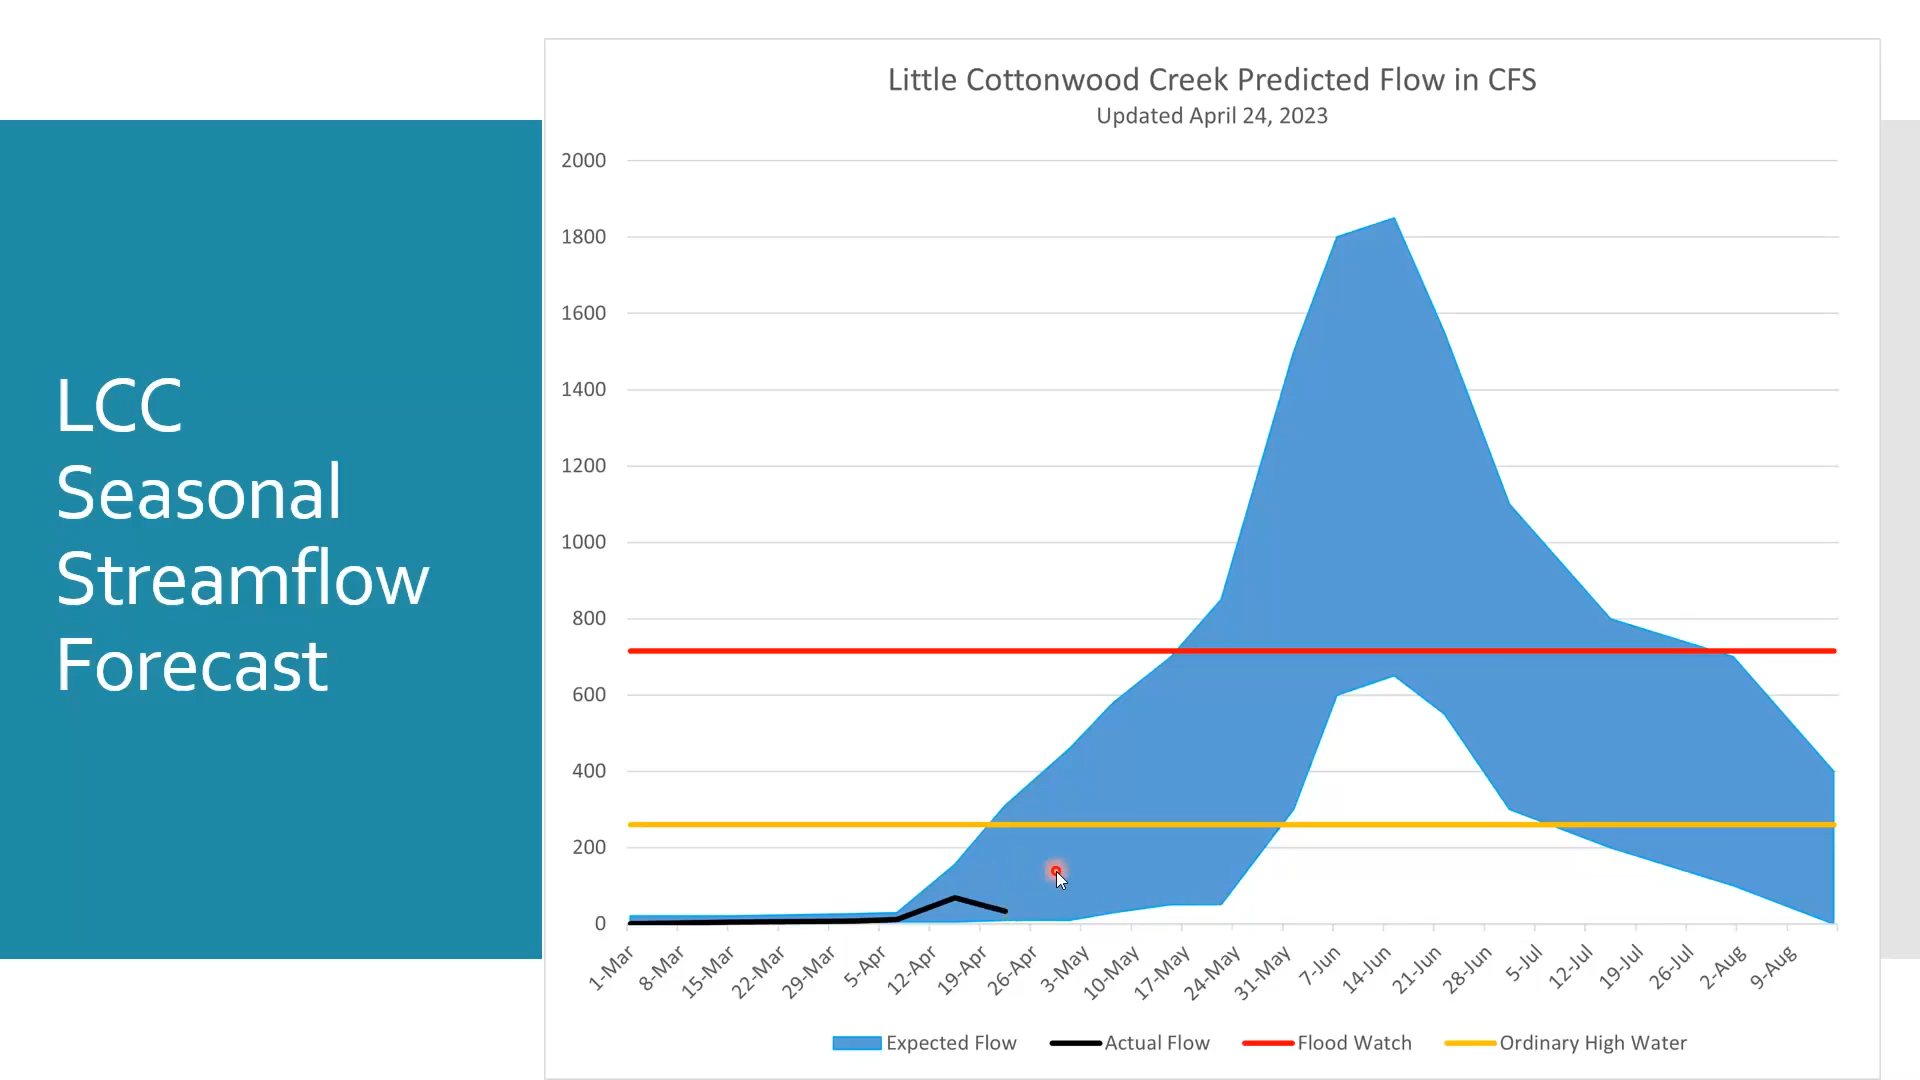 LCC
Seasonal
Streamflow
Forecast
Little Cottonwood Creek Predicted Flow in CFS
Updated April 24, 2023
2000
1800
1600
1400
1200
1000
800
600
400
200
0
1-Mar
8-Mar
15-Mar
22-Mar
29-Mar
5-Apr
12-Apr
19-Apr
26-Apr
3-May
10-May
17-May
24-May
31-May
7-Jun
14-Jun
21-Jun
28-Jun
5-Jul
12-Jul
19-Jul
26-Jul
2-Aug
9-Aug
Expected Flow
Actual Flow
Flood Watch
Ordinary High Water